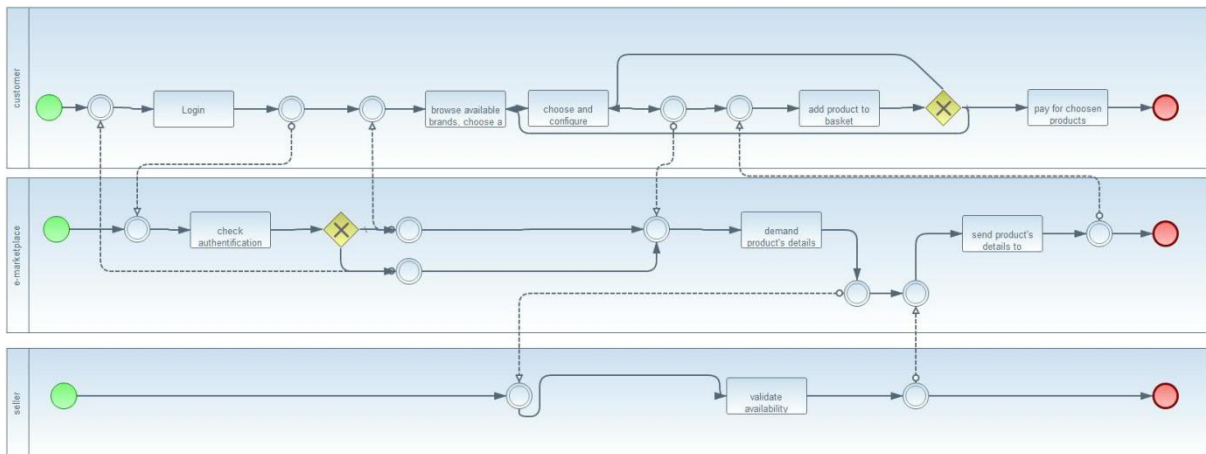 customer
Login
browse available
brands, choose a
choose and
configure
add product to
basket
pay for choosen
products
e-marketplace
check
authentification
demand
product's details
send product's
details to
seller
validate
availability